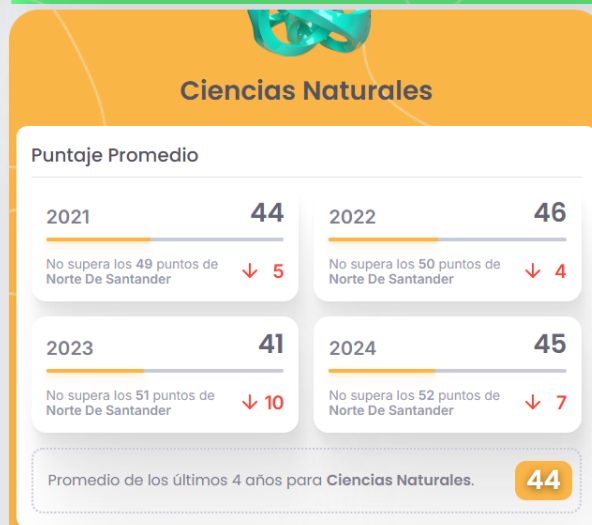 Ciencias Naturales
Puntaje Promedio
2021 44
No supera los 49 puntos de
Norte De Santander
↓ 5
2022 46
No supera los 50 puntos de
Norte De Santander
↓ 4
2023 41
No supera los 51 puntos de
Norte De Santander
↓ 10
2024 45
No supera los 52 puntos de
Norte De Santander
↓ 7
Promedio de los últimos 4 años para Ciencias Naturales. 44